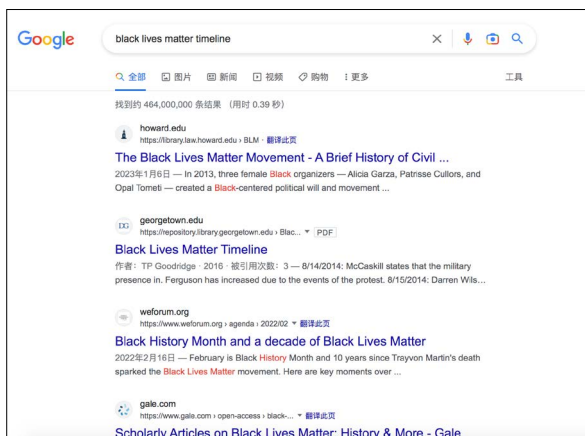 Google
black lives matter timeline
全部 图片 新闻 视频 购物 更多 工具
找到约 464,000,000 条结果 (用时 0.39 秒)
howard.edu
https://library.law.howard.edu › BLM · 翻译此页
The Black Lives Matter Movement - A Brief History of Civil ...
2023年1月6日 — In 2013, three female Black organizers — Alicia Garza, Patrisse Cullors, and
Opal Tometi — created a Black-centered political will and movement ...
DG georgetown.edu
https://repository.library.georgetown.edu › Blac... PDF
Black Lives Matter Timeline
作者: TP Goodridge · 2016 · 被引用次数: 3 — 8/14/2014: McCaskill states that the military
presence in. Ferguson has increased due to the events of the protest. 8/15/2014: Darren Wils...
weforum.org
https://www.weforum.org › agenda › 2022/02 翻译此页
Black History Month and a decade of Black Lives Matter
2022年2月16日 — February is Black History Month and 10 years since Trayvon Martin's death
sparked the Black Lives Matter movement. Here are key moments over ...
gale.com
https://www.gale.com › open-access › black-... 翻译此页
Scholarly Articles on Black Lives Matter: History & More - Gale